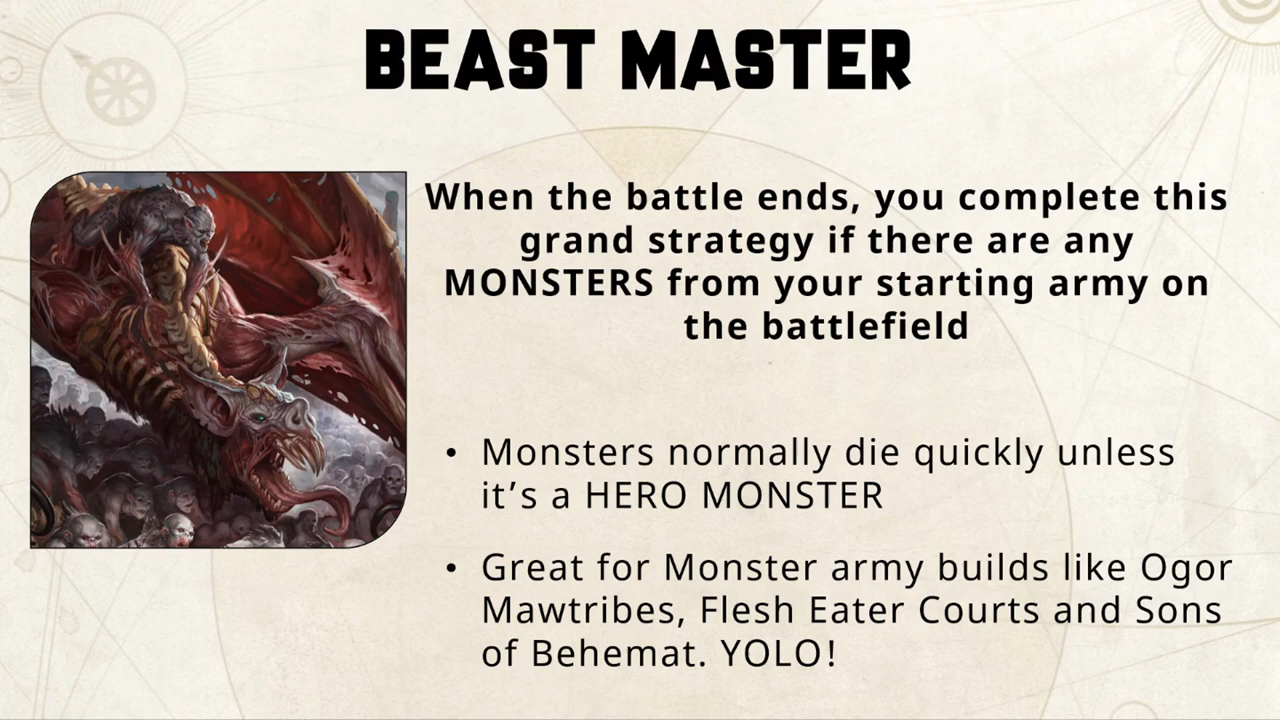 BEAST MASTER
When the battle ends, you complete this
grand strategy if there are any
MONSTERS from your starting army on
the battlefield
• Monsters normally die quickly unless
it’s a HERO MONSTER
• Great for Monster army builds like Ogor
Mawtribes, Flesh Eater Courts and Sons
of Behemat. YOLO!